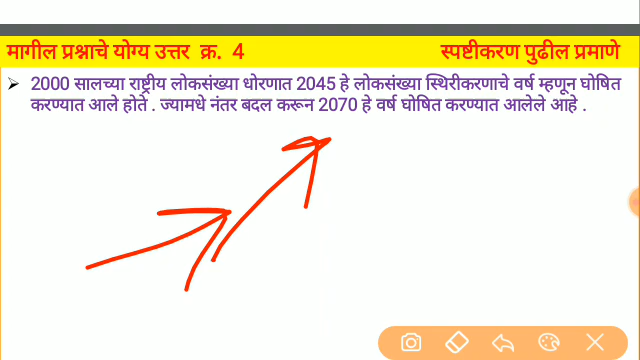 मागील प्रश्नाचे योग्य उत्तर क्र. 4 स्पष्टीकरण पुढील प्रमाणे
➢ 2000 सालच्या राष्ट्रीय लोकसंख्या धोरणात 2045 हे लोकसंख्या स्थिरीकरणाचे वर्ष म्हणून घोषित
करण्यात आले होते . ज्यामधे नंतर बदल करून 2070 हे वर्ष घोषित करण्यात आलेले आहे .